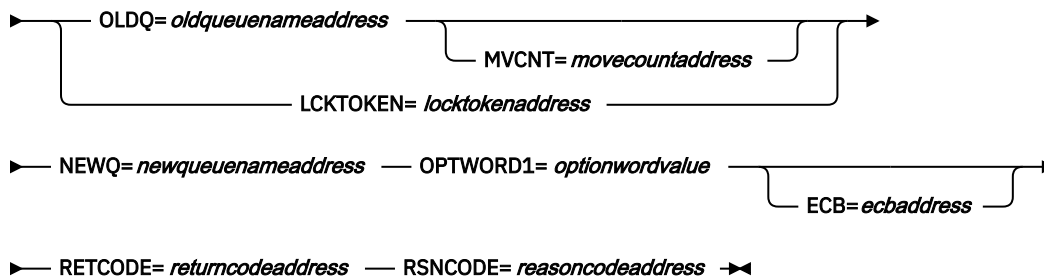 OLDQ= oldqueuenameaddress
MVCNT= movecountaddress
LCKTOKEN= locktokenaddress
NEWQ= newqueuenameaddress OPTWORD1= optionwordvalue
ECB= ecbaddress
RETCODE= returncodeaddress RSNCODE= reasoncodeaddress